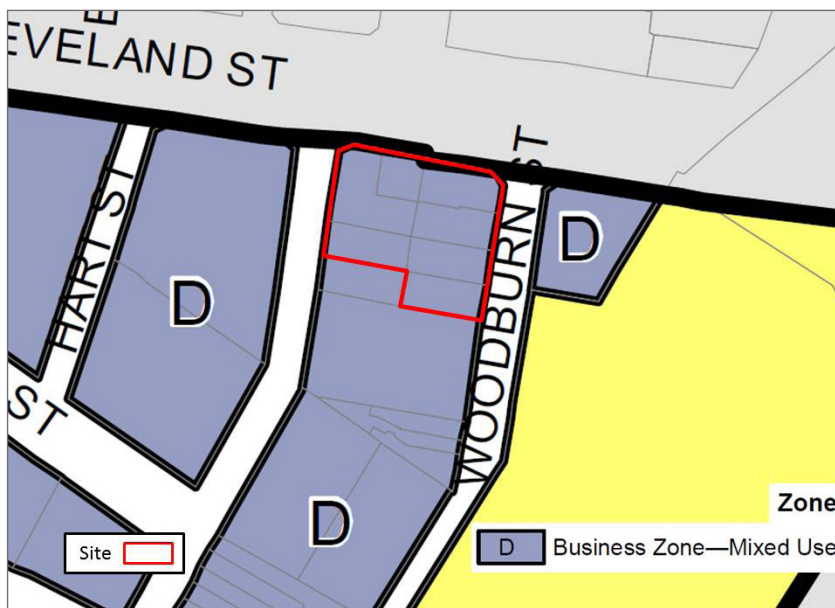 EVELAND ST
HART ST
ST
WOODBURN ST
D
D
D
Site
Zone
D Business Zone—Mixed Use